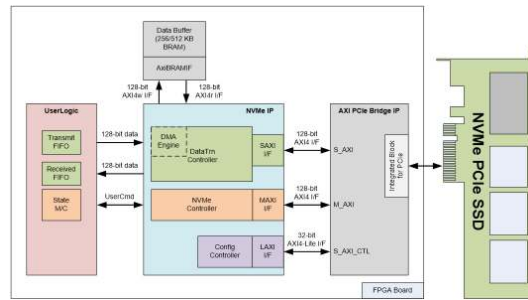 Data Buffer
(256/512 KB
BRAM)
AxiBRAMIF
128-bit
AXI4w I/F
128-bit
AXI4r I/F
UserLogic
NVMe IP
AXI PCIe Bridge IP
Transmit
FIFO
128-bit data
DMA
Engine
DataTrn
Controller
SAXI
I/F
128-bit
AXI4 I/F
S_AXI
Integrated Block
for PCIe
Received
FIFO
128-bit data
State
M/C
UserCmd
NVMe
Controller
MAXI
I/F
128-bit
AXI4 I/F
M_AXI
Config
Controller
LAXI
I/F
32-bit
AXI4-Lite I/F
S_AXI_CTL
FPGA Board
NVMe PCIe SSD